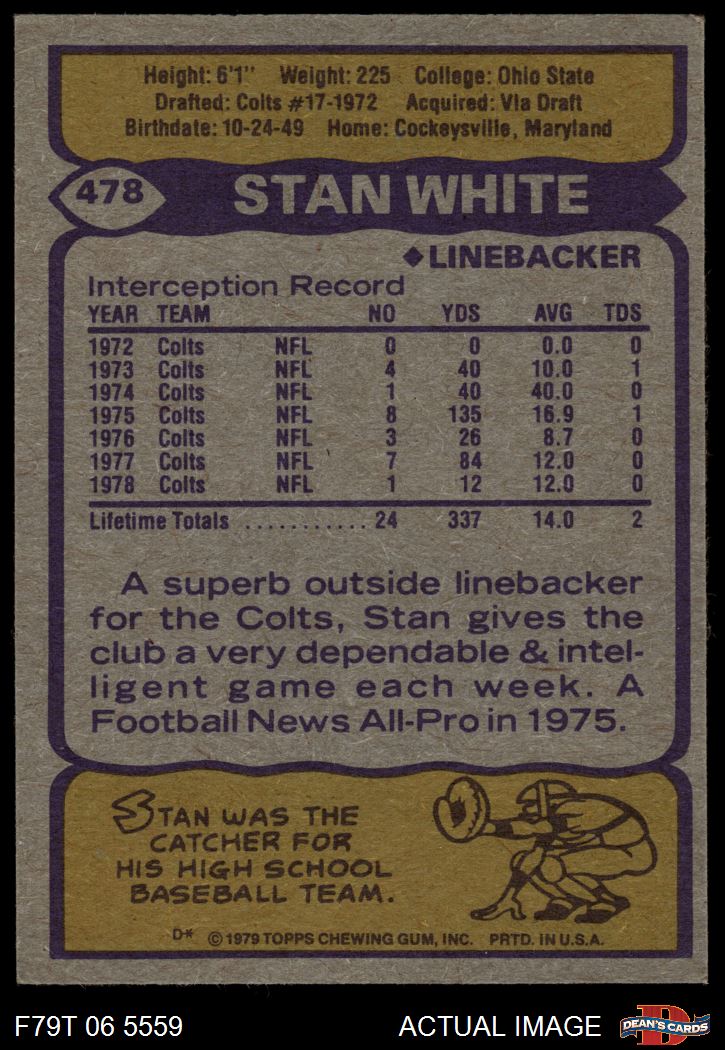 Height: 6'1" Weight: 225 College: Ohio State
Drafted: Colts #17-1972 Acquired: Via Draft
Birthdate: 10-24-49 Home: Cockeysville, Maryland
478 STAN WHITE
◆LINEBACKER
Interception Record
YEAR TEAM NO YDS AVG TDS
1972 Colts NFL 0 0 0.0 0
1973 Colts NFL 4 40 10.0 1
1974 Colts NFL 1 40 40.0 0
1975 Colts NFL 8 135 16.9 1
1976 Colts NFL 3 26 8.7 0
1977 Colts NFL 7 84 12.0 0
1978 Colts NFL 1 12 12.0 0
Lifetime Totals ............ 24 337 14.0 2
A superb outside linebacker
for the Colts, Stan gives the
club a very dependable & intel-
ligent game each week. A
Football News All-Pro in 1975.
STAN WAS THE
CATCHER FOR
HIS HIGH SCHOOL
BASEBALL TEAM.
D* © 1979 TOPPS CHEWING GUM, INC. PRTD. IN U.S.A.
F79T 06 5559 ACTUAL IMAGE D DEAN'S CARDS